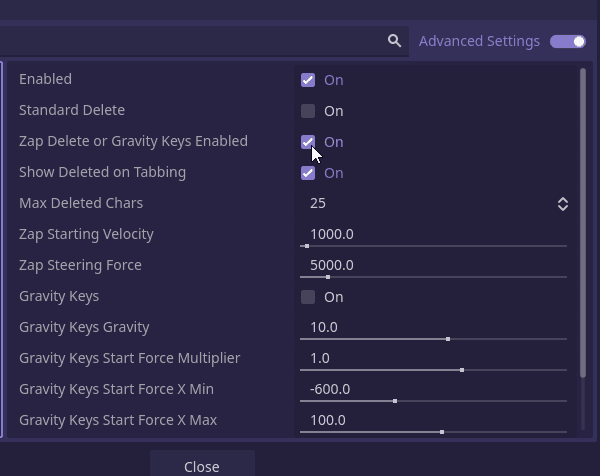 Advanced Settings
Enabled On
Standard Delete On
Zap Delete or Gravity Keys Enabled On
Show Deleted on Tabbing On
Max Deleted Chars 25
Zap Starting Velocity 1000.0
Zap Steering Force 5000.0
Gravity Keys On
Gravity Keys Gravity 10.0
Gravity Keys Start Force Multiplier 1.0
Gravity Keys Start Force X Min -600.0
Gravity Keys Start Force X Max 100.0
Close